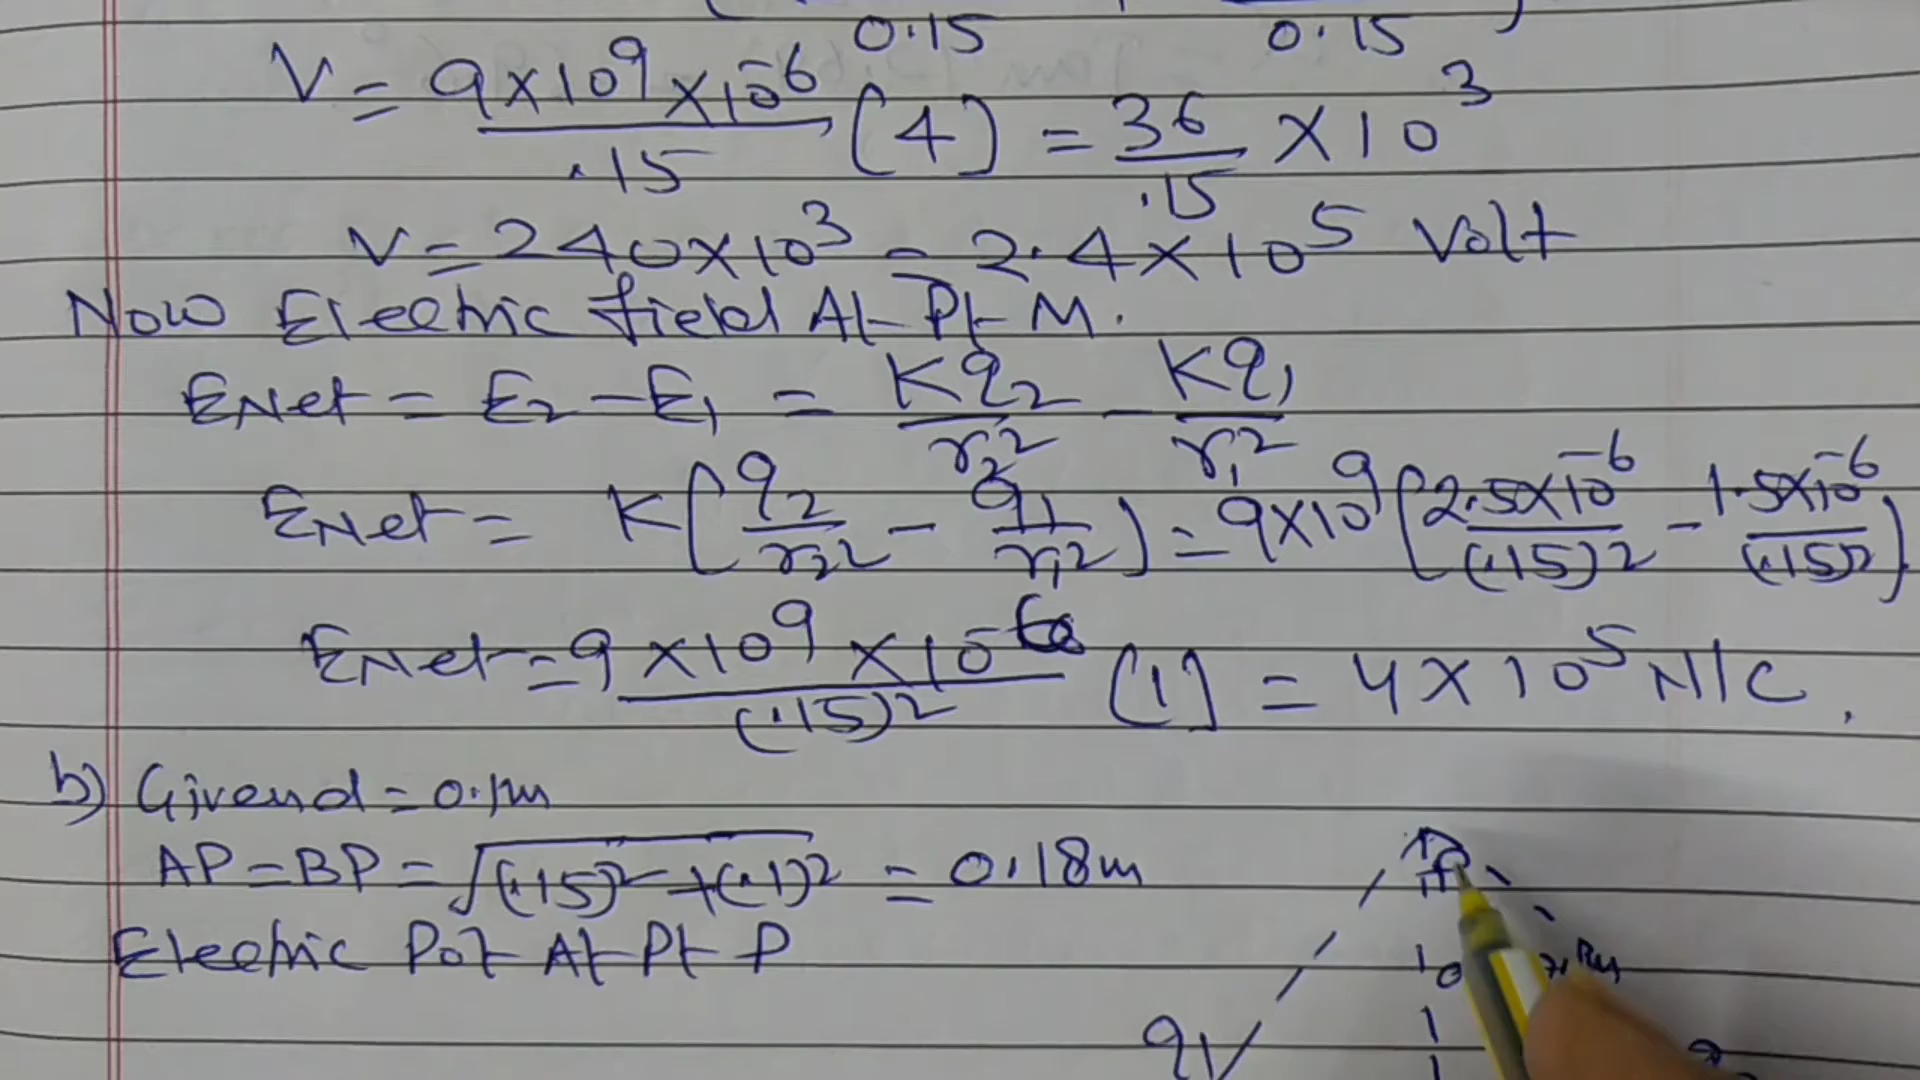 0.15 0.15
V = 9×10⁹×10⁻⁶/.15 [4] = 36/.15 × 10³
V = 240×10³ = 2.4×10⁵ Volt
Now Electric field At Pt M.
ENet = E₂ - E₁ = Kq₂/r₂² - Kq₁/r₁²
ENet = K[q₂/r₂² - q₁/r₁²] = 9×10⁹[2.5×10⁻⁶/(.15)² - 1.5×10⁻⁶/(.15)²]
ENet = 9×10⁹×10⁻⁶/(.15)² [1] = 4×10⁵ N/C.
b) Given d = 0.1m
AP = BP = √(.15)²+(.1)² = 0.18m
Electric Pot At Pt P
q1